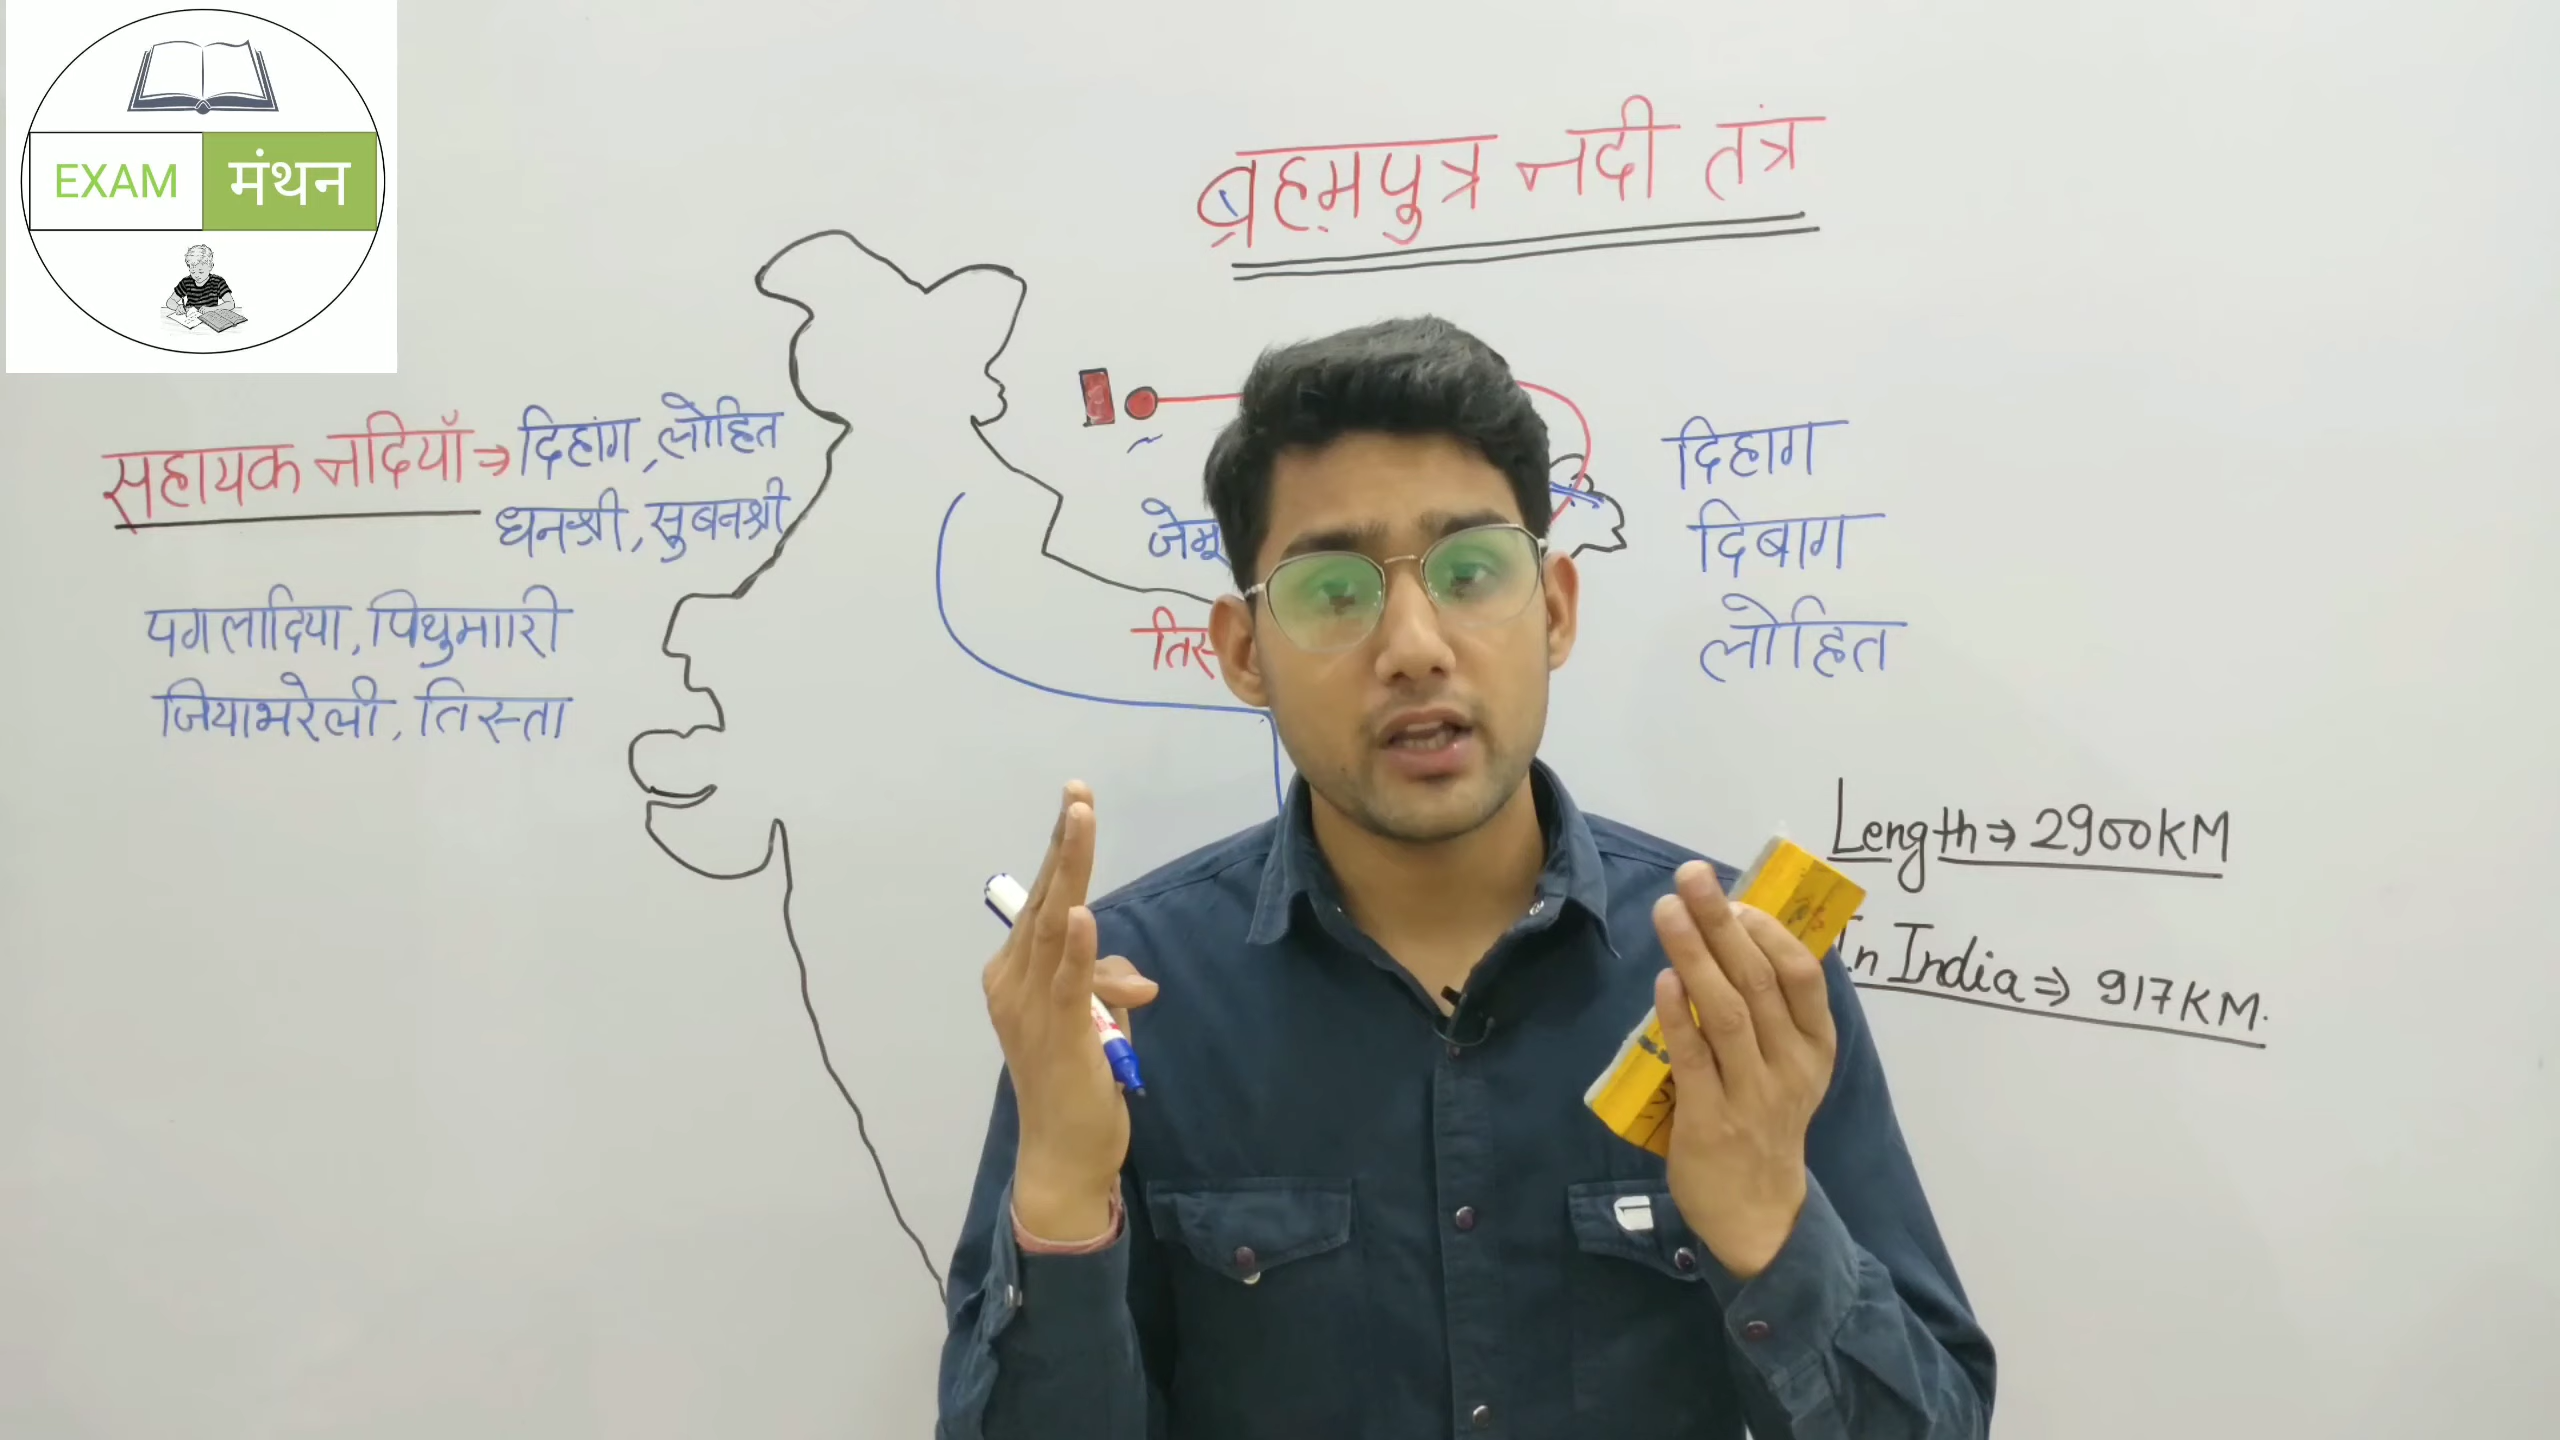 EXAM मंथन
ब्रह्मपुत्र नदी तंत्र
सहायक नदियाँ ⇒ दिहांग, लोहित
धनश्री, सुबनश्री
पगलादिया, पिथुमारी
जियाभरेली, तिस्ता
दिहाग
दिबाग
लोहित
Length ⇒ 2900KM
In India ⇒ 917KM.